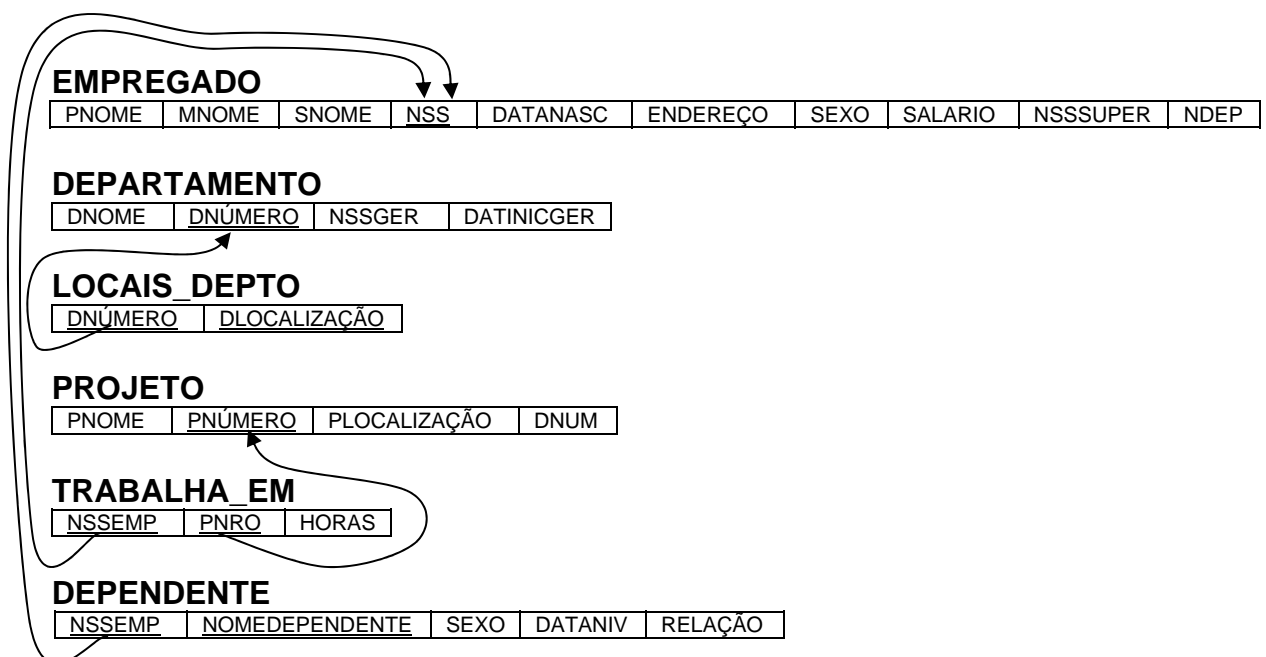 EMPREGADO
PNOME MNOME SNOME NSS DATANASC ENDEREÇO SEXO SALARIO NSSSUPER NDEP
DEPARTAMENTO
DNOME DNÚMERO NSSGER DATINICGER
LOCAIS_DEPTO
DNÚMERO DLOCALIZAÇÃO
PROJETO
PNOME PNÚMERO PLOCALIZAÇÃO DNUM
TRABALHA_EM
NSSEMP PNRO HORAS
DEPENDENTE
NSSEMP NOMEDEPENDENTE SEXO DATANIV RELAÇÃO